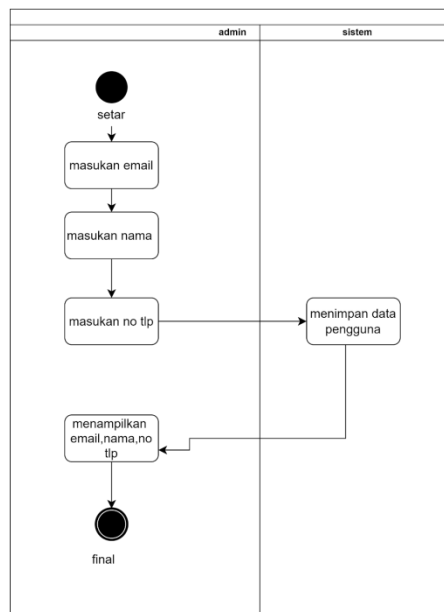 admin
sistem
setar
masukan email
masukan nama
masukan no tlp
menimpan data
pengguna
menampilkan
email,nama,no
tlp
final